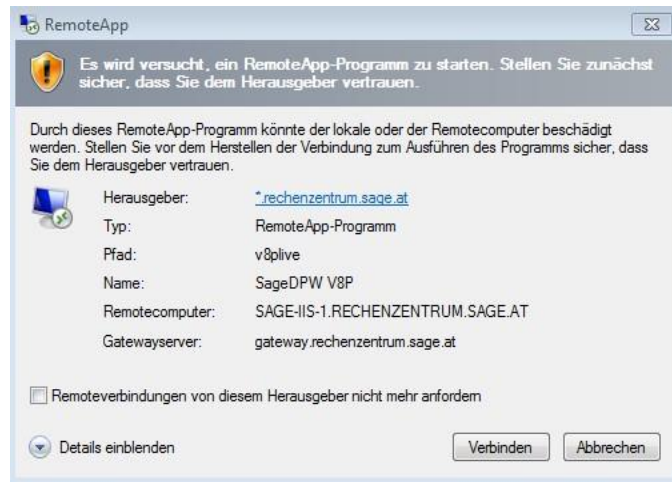 RemoteApp
Es wird versucht, ein RemoteApp-Programm zu starten. Stellen Sie zunächst
sicher, dass Sie dem Herausgeber vertrauen.
Durch dieses RemoteApp-Programm könnte der lokale oder der Remotecomputer beschädigt
werden. Stellen Sie vor dem Herstellen der Verbindung zum Ausführen des Programms sicher, dass
Sie dem Herausgeber vertrauen.
Herausgeber: *.rechenzentrum.sage.at
Typ: RemoteApp-Programm
Pfad: v8plive
Name: SageDPW V8P
Remotecomputer: SAGE-IIS-1.RECHENZENTRUM.SAGE.AT
Gatewayserver: gateway.rechenzentrum.sage.at
Remoteverbindungen von diesem Herausgeber nicht mehr anfordern
Details einblenden Verbinden Abbrechen